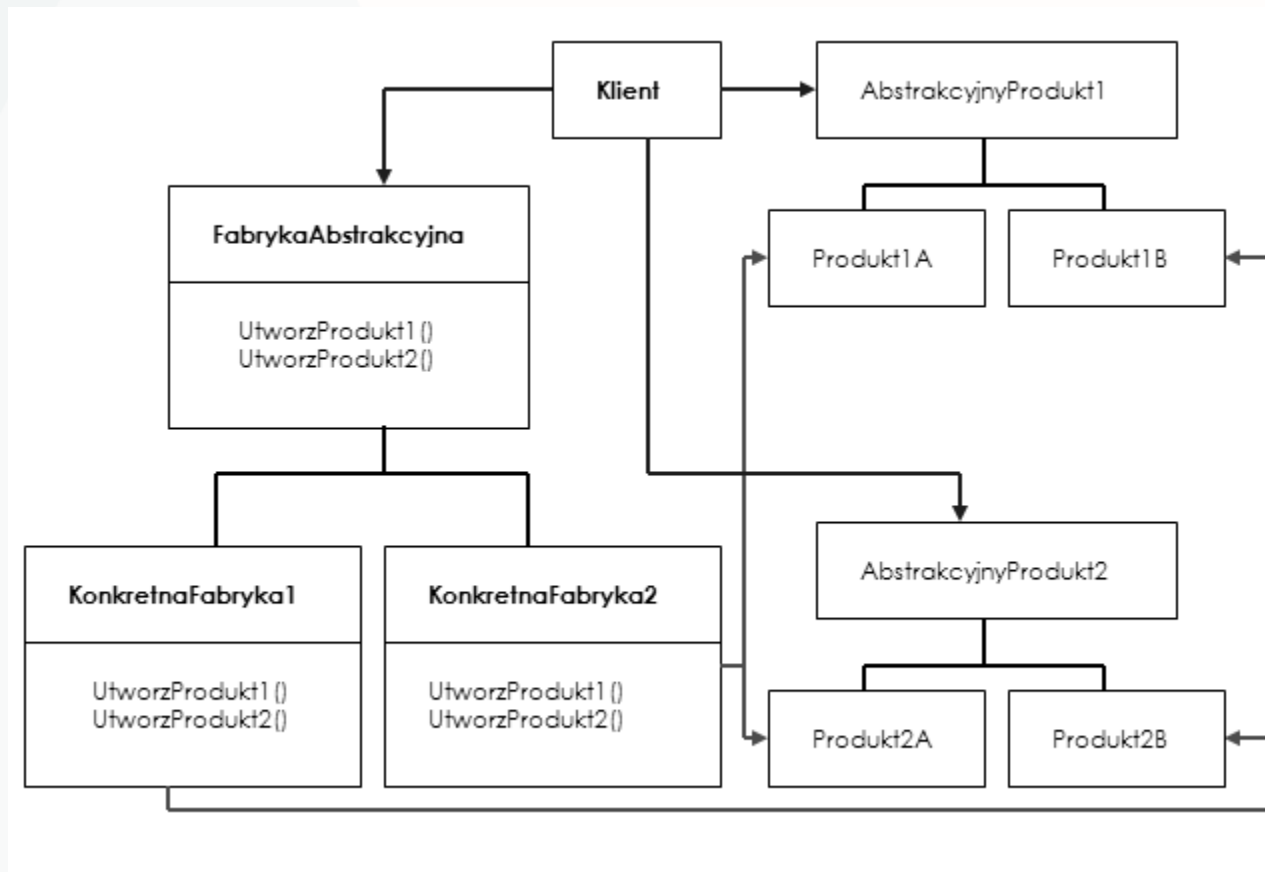 Klient
AbstrakcyjnyProdukt1
FabrykaAbstrakcyjna
UtworzProdukt1()
UtworzProdukt2()
Produkt1A
Produkt1B
KonkretnaFabryka1
UtworzProdukt1()
UtworzProdukt2()
KonkretnaFabryka2
UtworzProdukt1()
UtworzProdukt2()
AbstrakcyjnyProdukt2
Produkt2A
Produkt2B